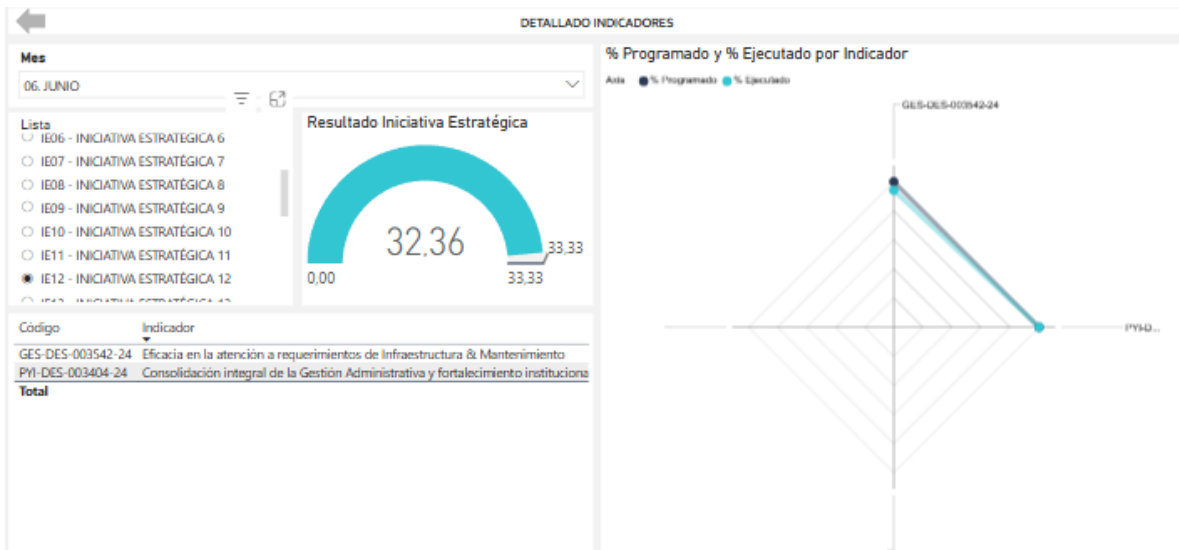 DETALLADO INDICADORES
Mes
06. JUNIO
Lista
IE06 - INICIATIVA ESTRATÉGICA 6
IE07 - INICIATIVA ESTRATÉGICA 7
IE08 - INICIATIVA ESTRATÉGICA 8
IE09 - INICIATIVA ESTRATÉGICA 9
IE10 - INICIATIVA ESTRATÉGICA 10
IE11 - INICIATIVA ESTRATÉGICA 11
IE12 - INICIATIVA ESTRATÉGICA 12
Resultado Iniciativa Estratégica
32,36
33,33
0,00
33,33
Código Indicador
GES-DES-003542-24 Eficacia en la atención a requerimientos de Infraestructura & Mantenimiento
PYI-DES-003404-24 Consolidación integral de la Gestión Administrativa y fortalecimiento instituciona
Total
% Programado y % Ejecutado por Indicador
% Programado % Ejecutado
GES-DES-003542-24
PYI-D...